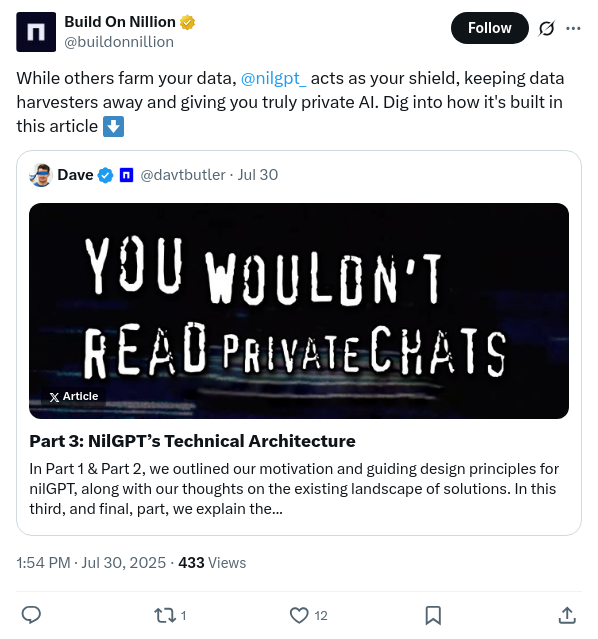 Build On Nillion
@buildonnillion
Follow
While others farm your data, @nilgpt_ acts as your shield, keeping data
harvesters away and giving you truly private AI. Dig into how it's built in
this article ⬇️
Dave @davtbutler · Jul 30
YOU WOULDN'T
READ PRIVATE CHATS
Article
Part 3: NilGPT’s Technical Architecture
In Part 1 & Part 2, we outlined our motivation and guiding design principles for
nilGPT, along with our thoughts on the existing landscape of solutions. In this
third, and final, part, we explain the...
1:54 PM · Jul 30, 2025 · 433 Views
1 12